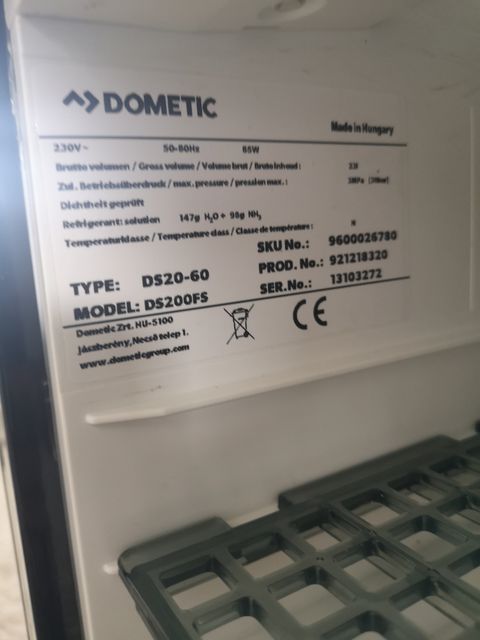 DOMETIC
Made in Hungary
230V~ 50-60Hz 65W
Brutto volumen / Gross volume / Volume brut / Bruto inhoud :
Zul. Betriebsüberdruck / max. pressure / pression max. :
Dichtheit geprüft
Refrigerant: solution 147g H₂O + 98g NH₃
Temperaturklasse / Temperature class / Classe de température : N
TYPE: DS20-60
MODEL: DS200FS
SKU No.: 9600026780
PROD. No.: 921218320
SER.No.: 13103272
Dometic Zrt. HU-5100
Jászberény, Necsőtelep 1.
www.dometicgroup.com
CE